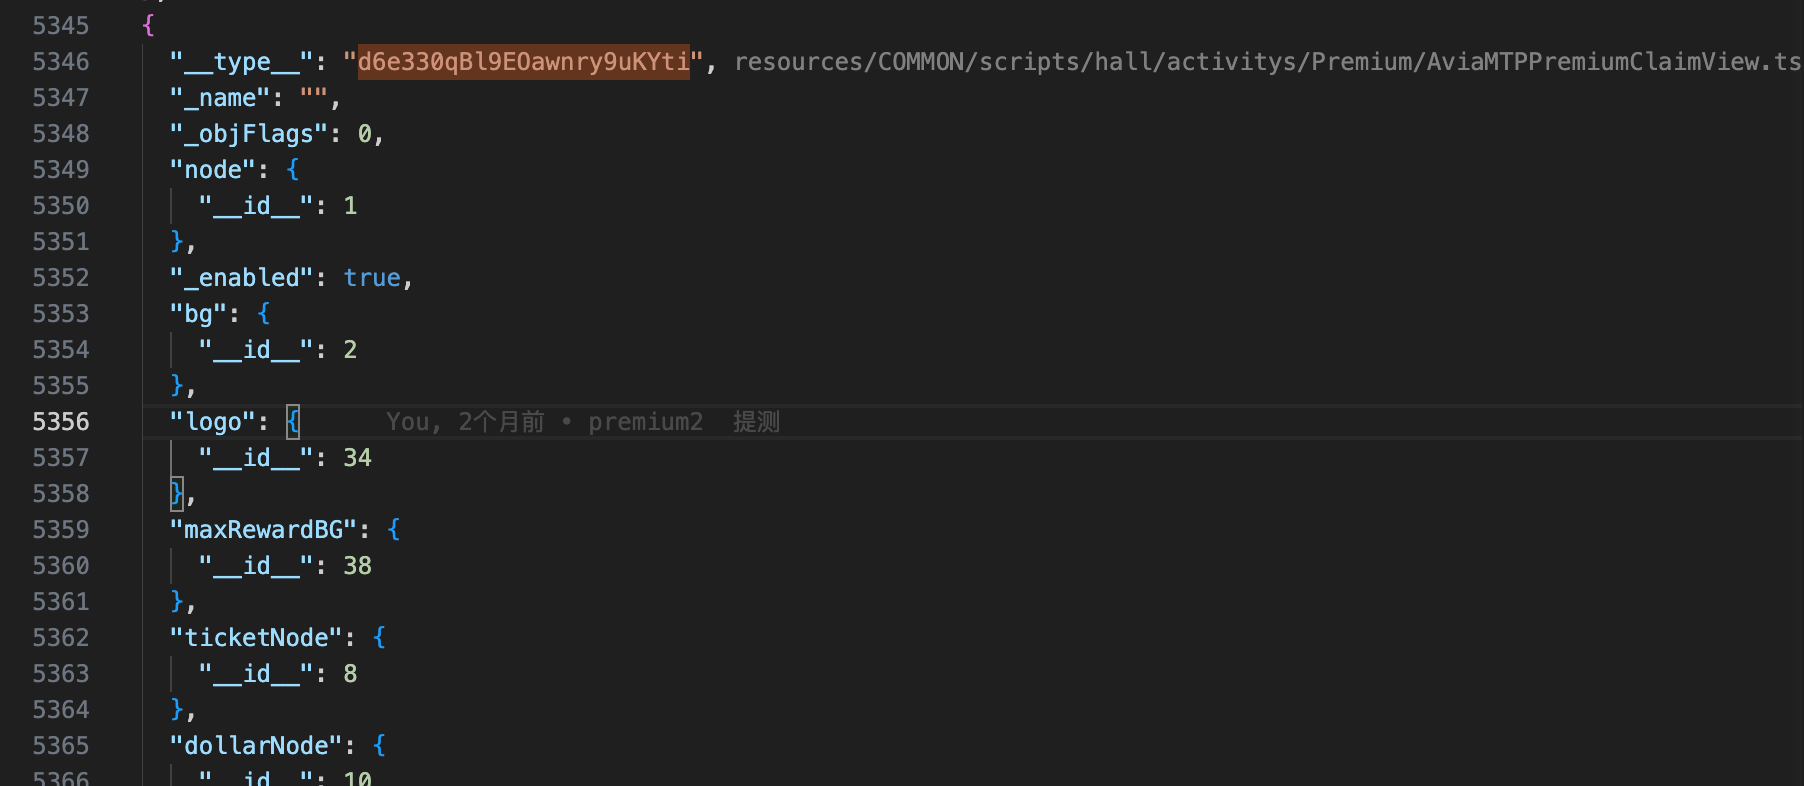 5345 {
5346 "__type__": "d6e330qBl9EOawnry9uKYti", resources/COMMON/scripts/hall/activitys/Premium/AviaMTPPremiumClaimView.ts
5347 "_name": "",
5348 "_objFlags": 0,
5349 "node": {
5350 "__id__": 1
5351 },
5352 "_enabled": true,
5353 "bg": {
5354 "__id__": 2
5355 },
5356 "logo": { You, 2个月前 • premium2 提测
5357 "__id__": 34
5358 },
5359 "maxRewardBG": {
5360 "__id__": 38
5361 },
5362 "ticketNode": {
5363 "__id__": 8
5364 },
5365 "dollarNode": {
5366 "__id__": 10